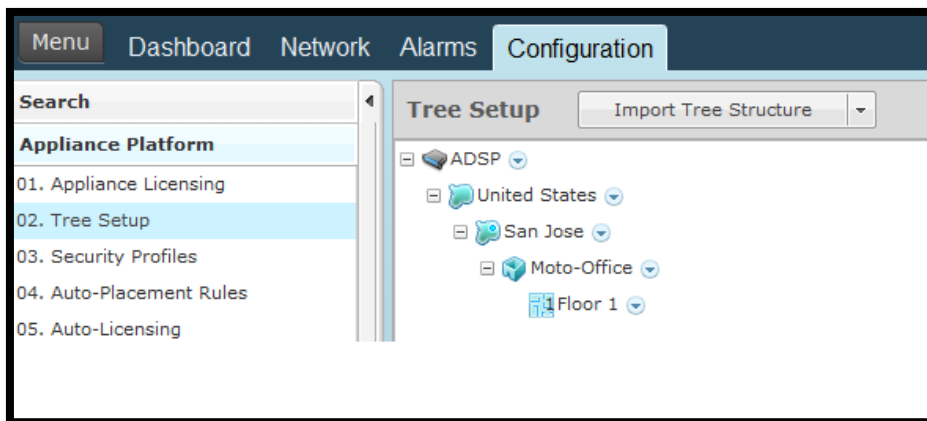 Menu Dashboard Network Alarms Configuration
Search
Appliance Platform
01. Appliance Licensing
02. Tree Setup
03. Security Profiles
04. Auto-Placement Rules
05. Auto-Licensing
Tree Setup Import Tree Structure
ADSP
United States
San Jose
Moto-Office
1 Floor 1